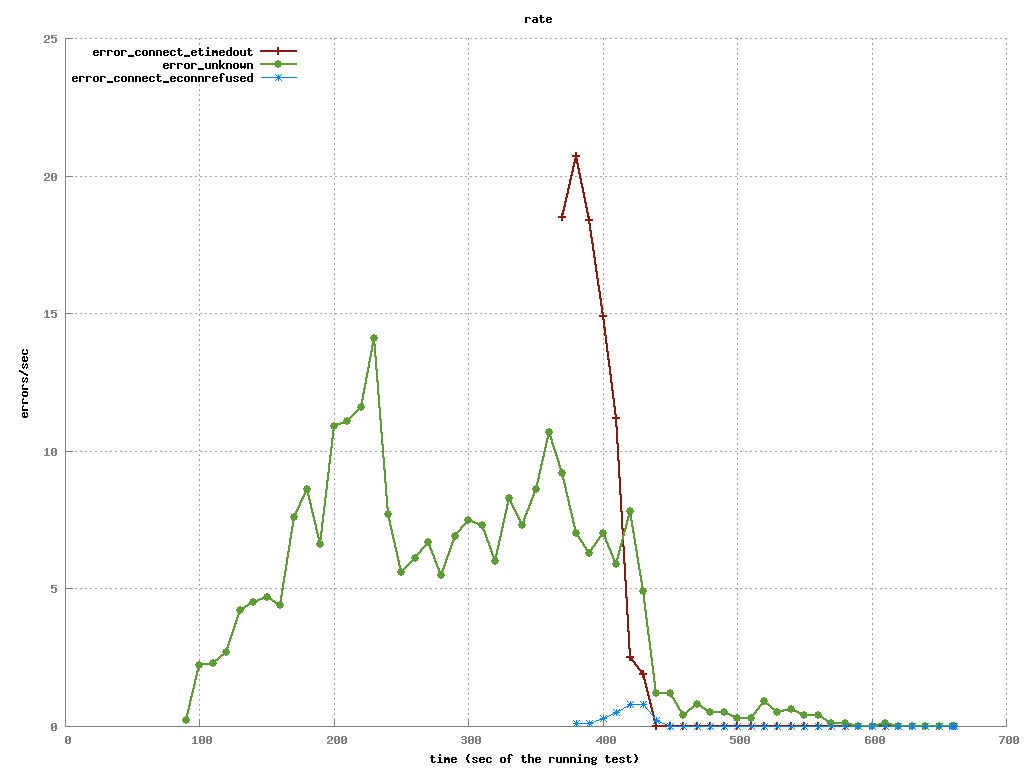 rate
25
error_connect_etimedout
error_unknown
error_connect_econnrefused
20
15
errors/sec
10
5
0
0 100 200 300 400 500 600 700
time (sec of the running test)